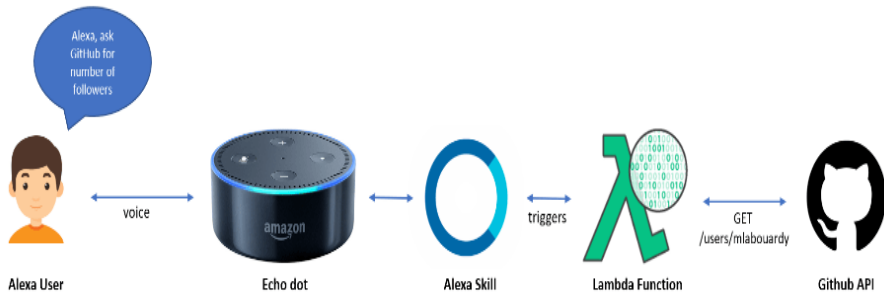 Alexa, ask
GitHub for
number of
followers
voice
amazon
triggers
GET
/users/mlabouardy
Alexa User
Echo dot
Alexa Skill
Lambda Function
Github API